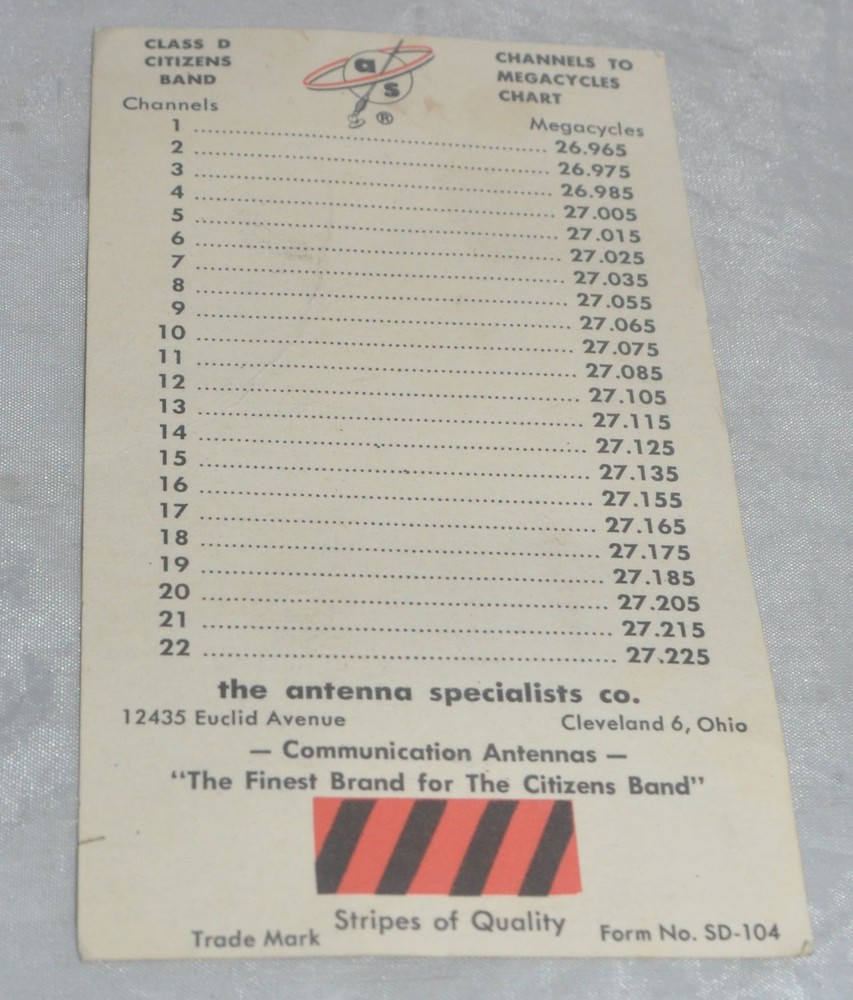 CLASS D
CITIZENS
BAND
a
s
®
CHANNELS TO
MEGACYCLES
CHART
Channels Megacycles
1 ........ 26.965
2 ........ 26.975
3 ........ 26.985
4 ........ 27.005
5 ........ 27.015
6 ........ 27.025
7 ........ 27.035
8 ........ 27.055
9 ........ 27.065
10 ........ 27.075
11 ........ 27.085
12 ........ 27.105
13 ........ 27.115
14 ........ 27.125
15 ........ 27.135
16 ........ 27.155
17 ........ 27.165
18 ........ 27.175
19 ........ 27.185
20 ........ 27.205
21 ........ 27.215
22 ........ 27.225
the antenna specialists co.
12435 Euclid Avenue Cleveland 6, Ohio
— Communication Antennas —
"The Finest Brand for The Citizens Band"
Trade Mark Stripes of Quality Form No. SD-104